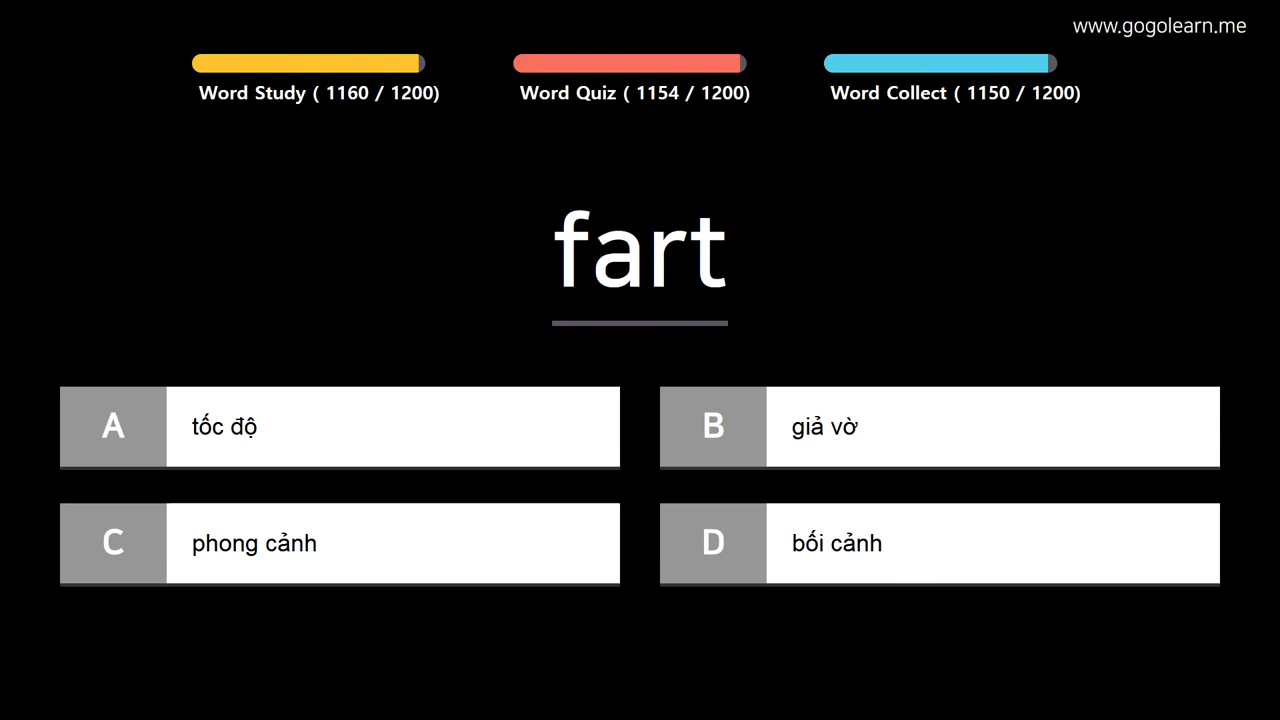 www.gogolearn.me
Word Study ( 1160 / 1200)
Word Quiz ( 1154 / 1200)
Word Collect ( 1150 / 1200)
fart
A tốc độ
B giả vờ
C phong cảnh
D bối cảnh